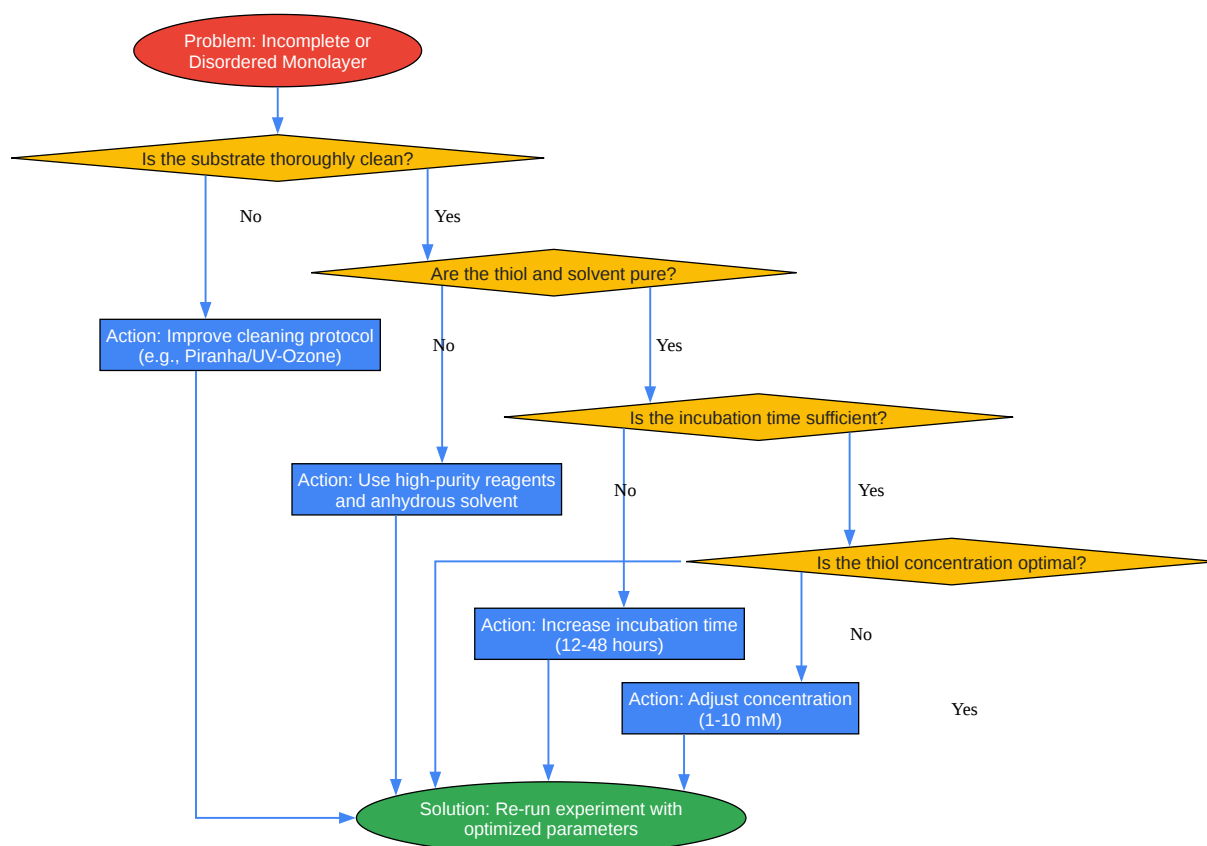 Problem: Incomplete or
Disordered Monolayer
Is the substrate thoroughly clean?
No
Yes
Are the thiol and solvent pure?
Action: Improve cleaning protocol
(e.g., Piranha/UV-Ozone)
No
Yes
Is the incubation time sufficient?
Action: Use high-purity reagents
and anhydrous solvent
No
Yes
Is the thiol concentration optimal?
Action: Increase incubation time
(12-48 hours)
No
Action: Adjust concentration
(1-10 mM)
Yes
Solution: Re-run experiment with
optimized parameters